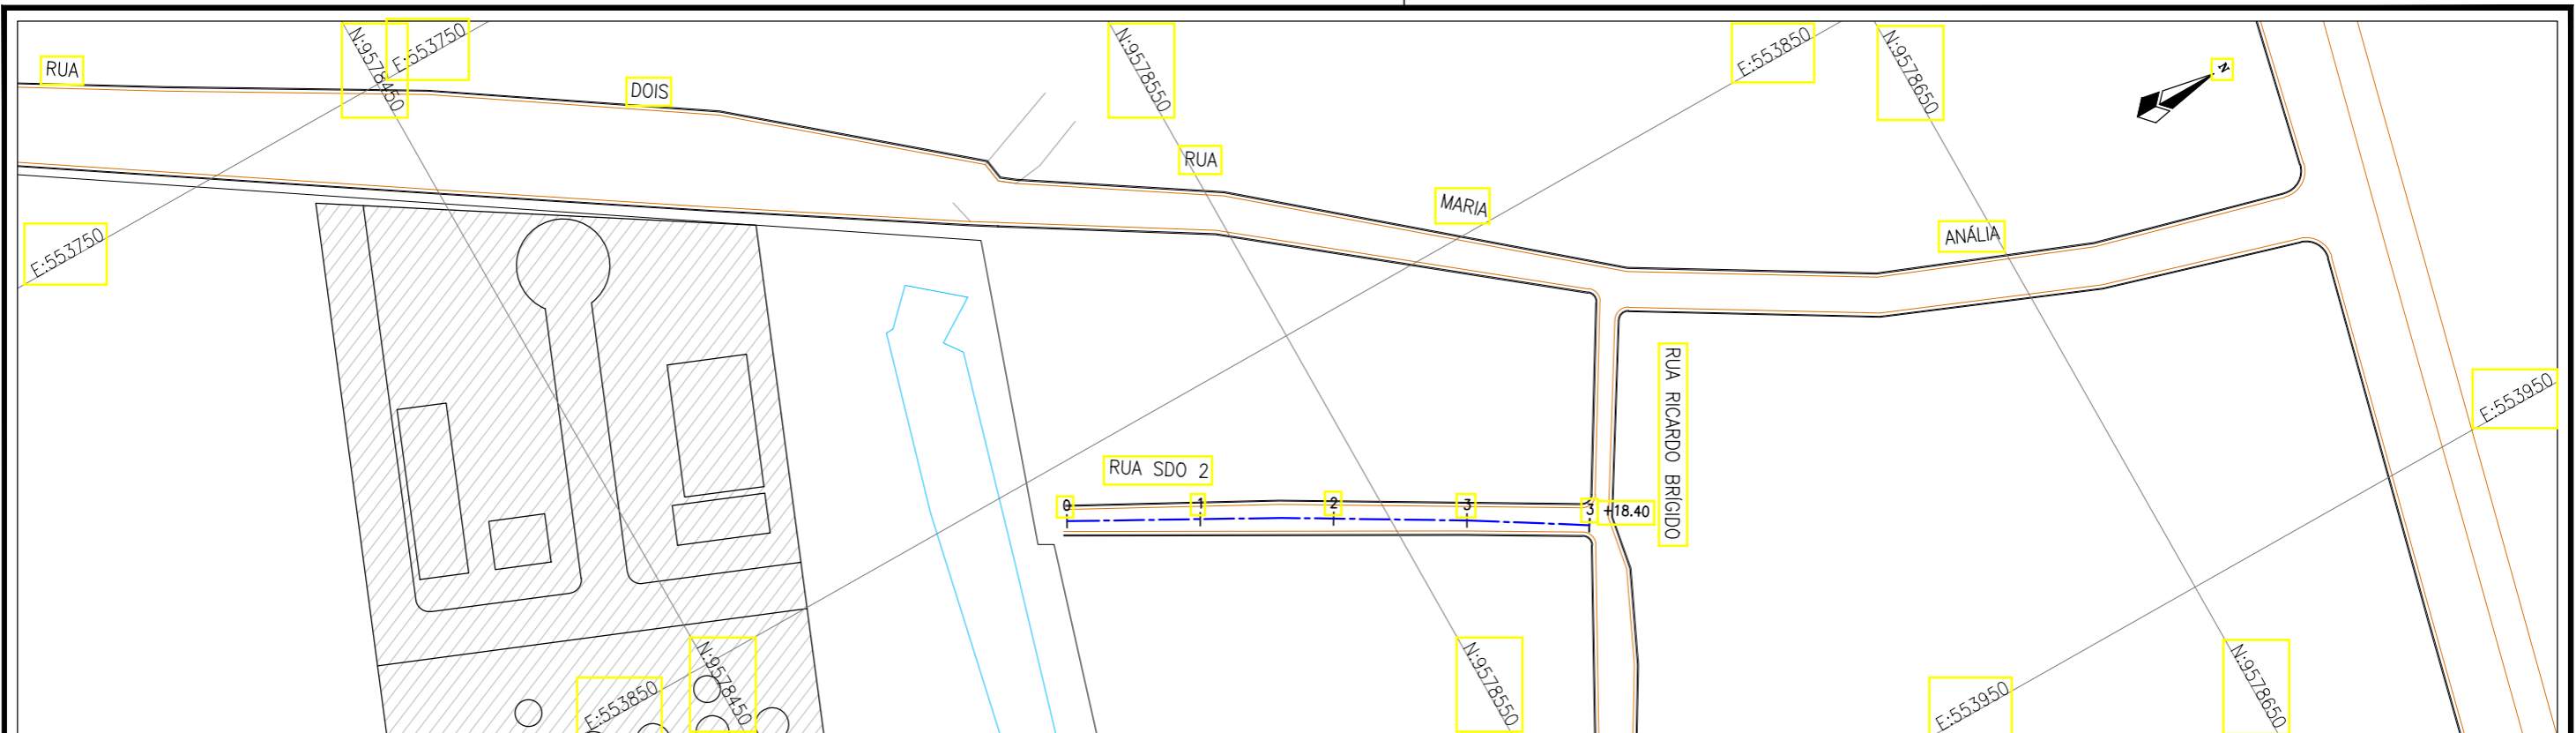 RUA
N:9578450
E:553750
DOIS
N:9578550
E:553850
N:9578650
N
RUA
MARIA
ANÁLIA
E:553750
E:553950
RUA RICARDO BRÍGIDO
RUA SDO 2
0
1
2
3
3 +18.40
E:553850
N:9578450
N:9578550
E:553950
N:9578650